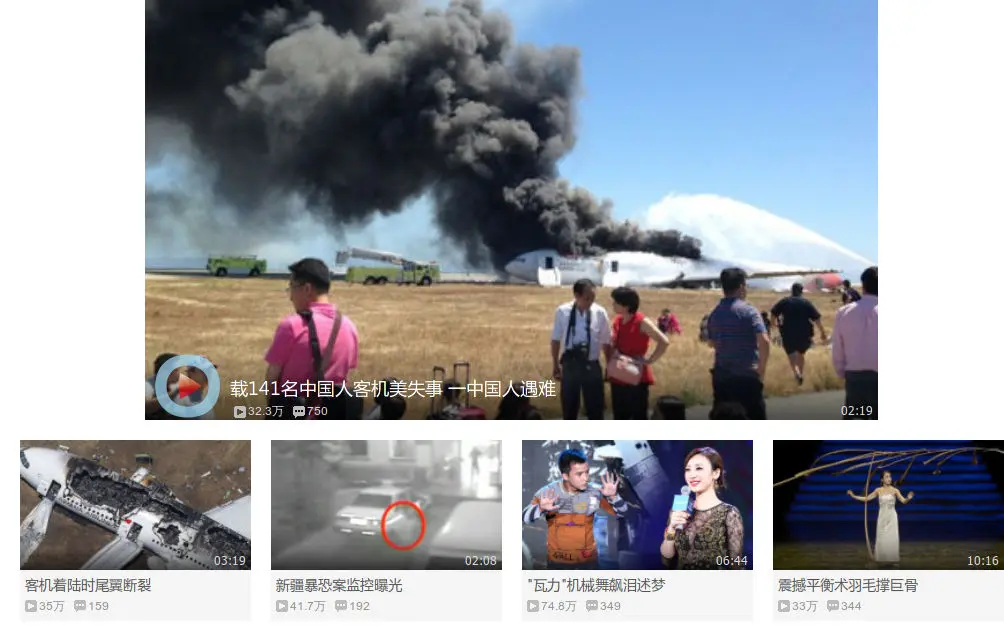 载141名中国人客机美失事 一中国人遇难
32.3万 750
02:19
03:19
02:08
06:44
10:16
客机着陆时尾翼断裂
新疆暴恐案监控曝光
"瓦力"机械舞飙泪述梦
震撼平衡术羽毛撑巨骨
35万 159
41.7万 192
74.8万 349
33万 344